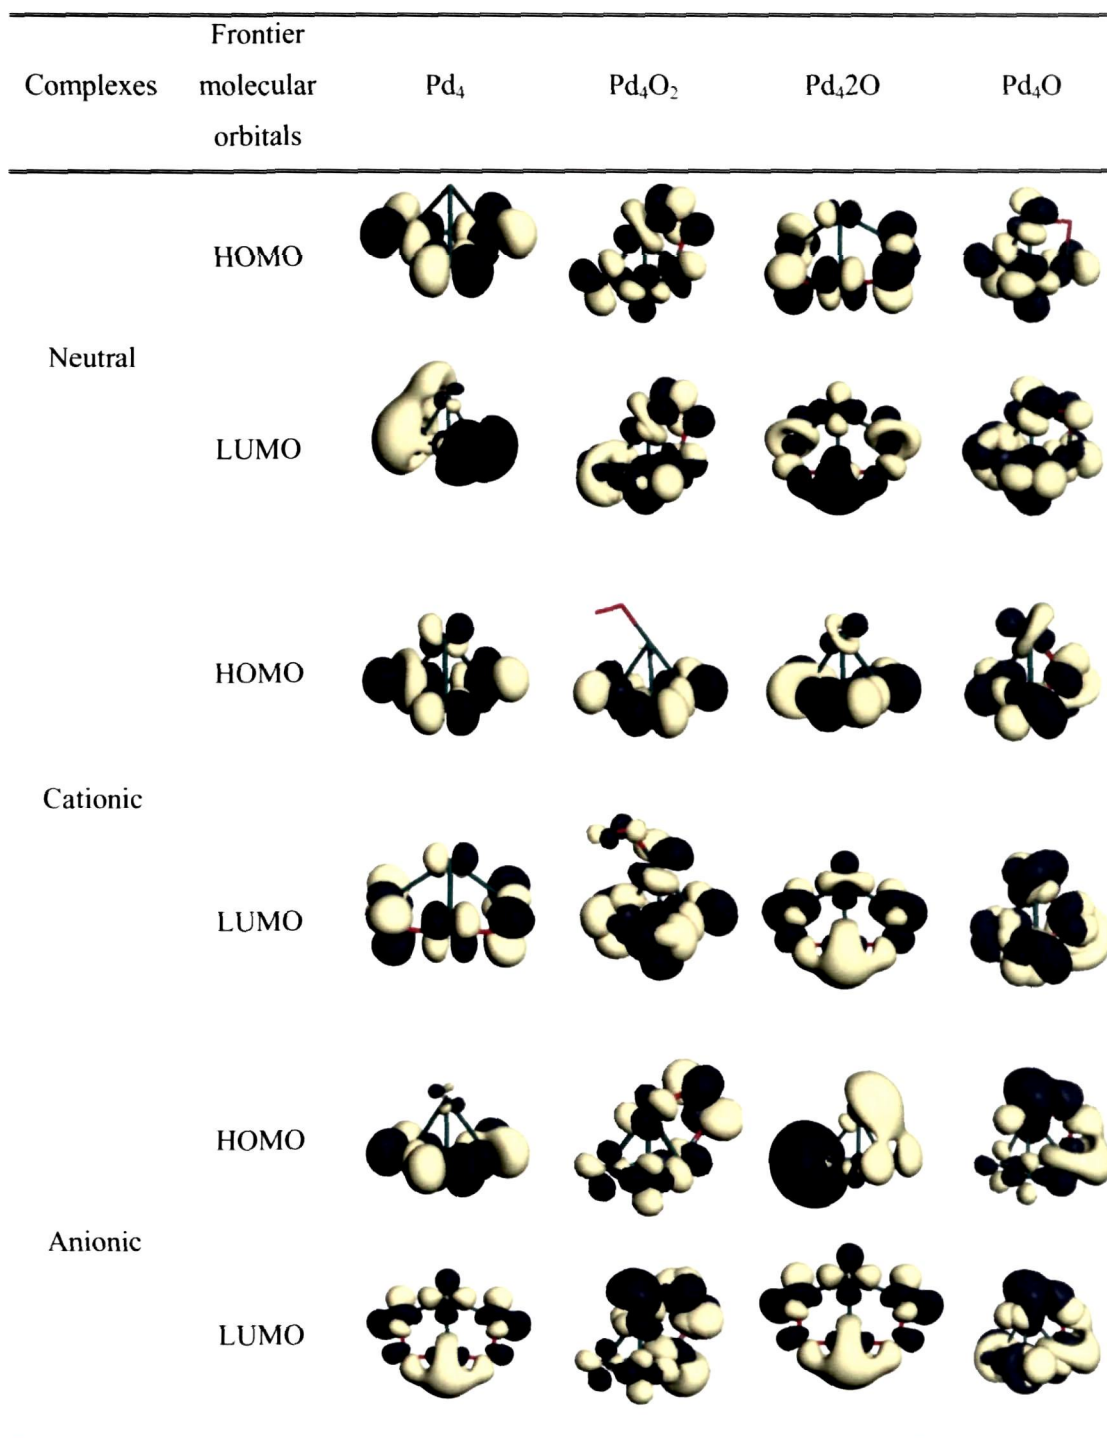 Frontier
Complexes molecular Pd₄ Pd₄O₂ Pd₄2O Pd₄O
orbitals
HOMO
Neutral
LUMO
HOMO
Cationic
LUMO
HOMO
Anionic
LUMO